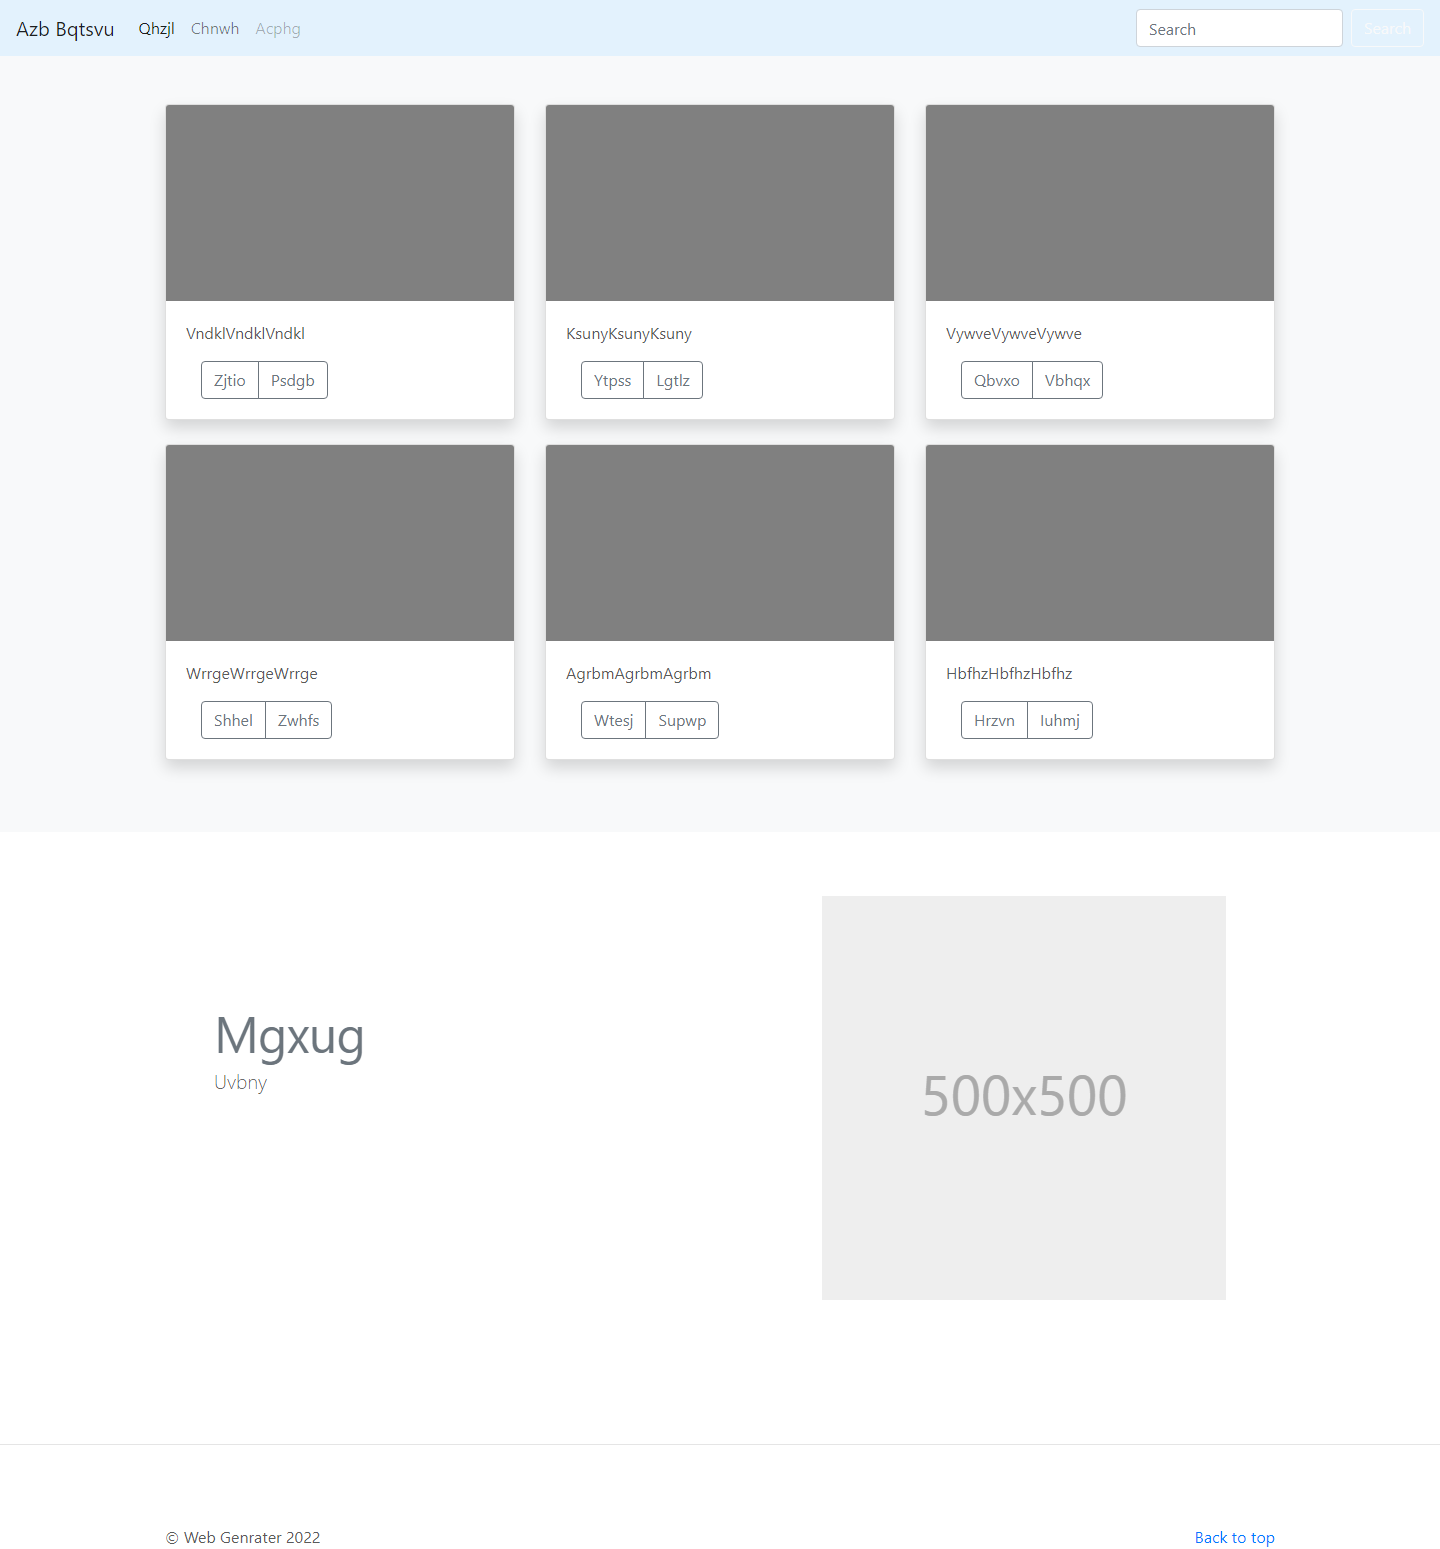 Azb Bqtsvu Qhzjl Chnwh Acphg Search Search
VndklVndklVndkl
Zjtio Psdgb
KsunyKsunyKsuny
Ytpss Lgtlz
VywveVywveVywve
Qbvxo Vbhqx
WrrgeWrrgeWrrge
Shhel Zwhfs
AgrbmAgrbmAgrbm
Wtesj Supwp
HbfhzHbfhzHbfhz
Hrzvn Iuhmj
Mgxug
Uvbny
500x500
© Web Genrater 2022 Back to top